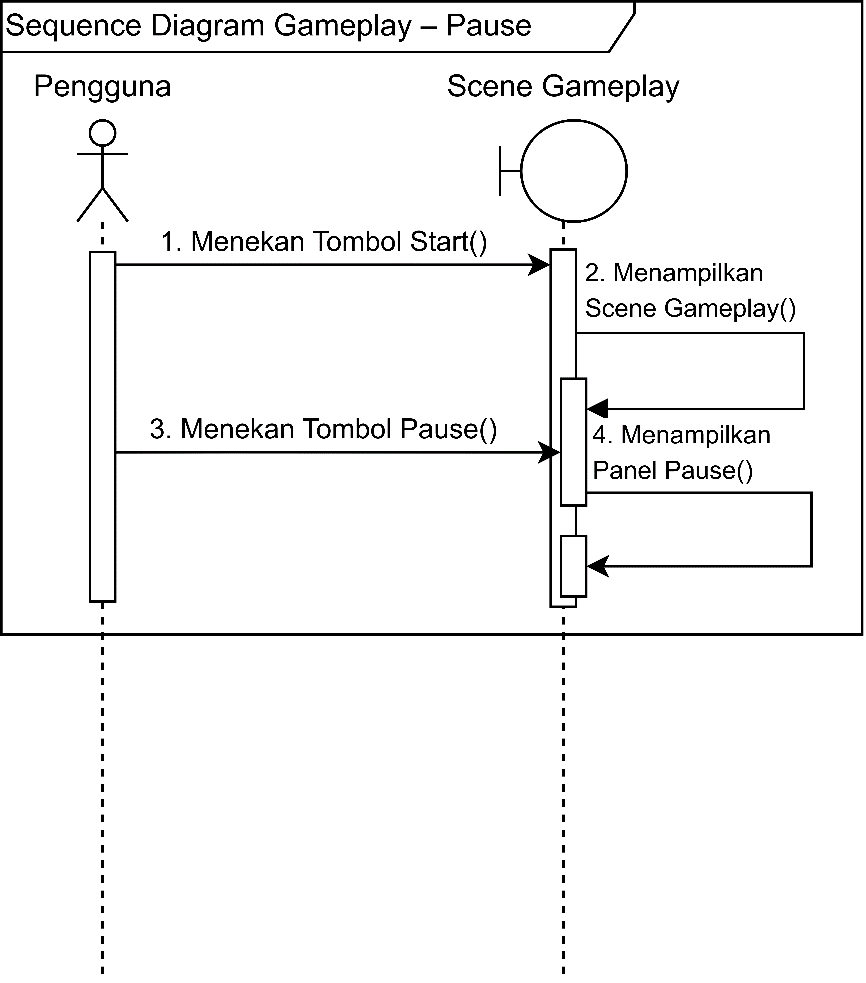 Sequence Diagram Gameplay – Pause
Pengguna
Scene Gameplay
1. Menekan Tombol Start()
2. Menampilkan
Scene Gameplay()
3. Menekan Tombol Pause()
4. Menampilkan
Panel Pause()